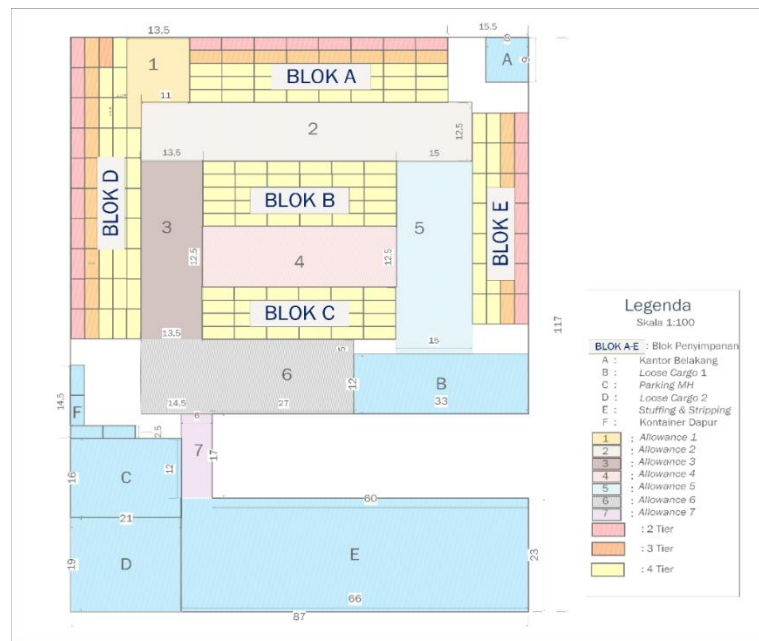 13.5
15.5
8
A
9
1
BLOK A
11
2
12.5
13.5
15
BLOK D
BLOK B
BLOK E
3
5
12.5
4
12.5
BLOK C
13.5
15
117
5
6
12
B
33
14.5
F
14.5
27
6
2.5
7
17
C
12
16
60
21
D
19
E
23
66
87
Legenda
Skala 1:100
BLOK A-E : Blok Penyimpanan
A : Kantor Belakang
B : Loose Cargo 1
C : Parking MH
D : Loose Cargo 2
E : Stuffing & Stripping
F : Kontainer Dapur
1 : Allowance 1
2 : Allowance 2
3 : Allowance 3
4 : Allowance 4
5 : Allowance 5
6 : Allowance 6
7 : Allowance 7
: 2 Tier
: 3 Tier
: 4 Tier